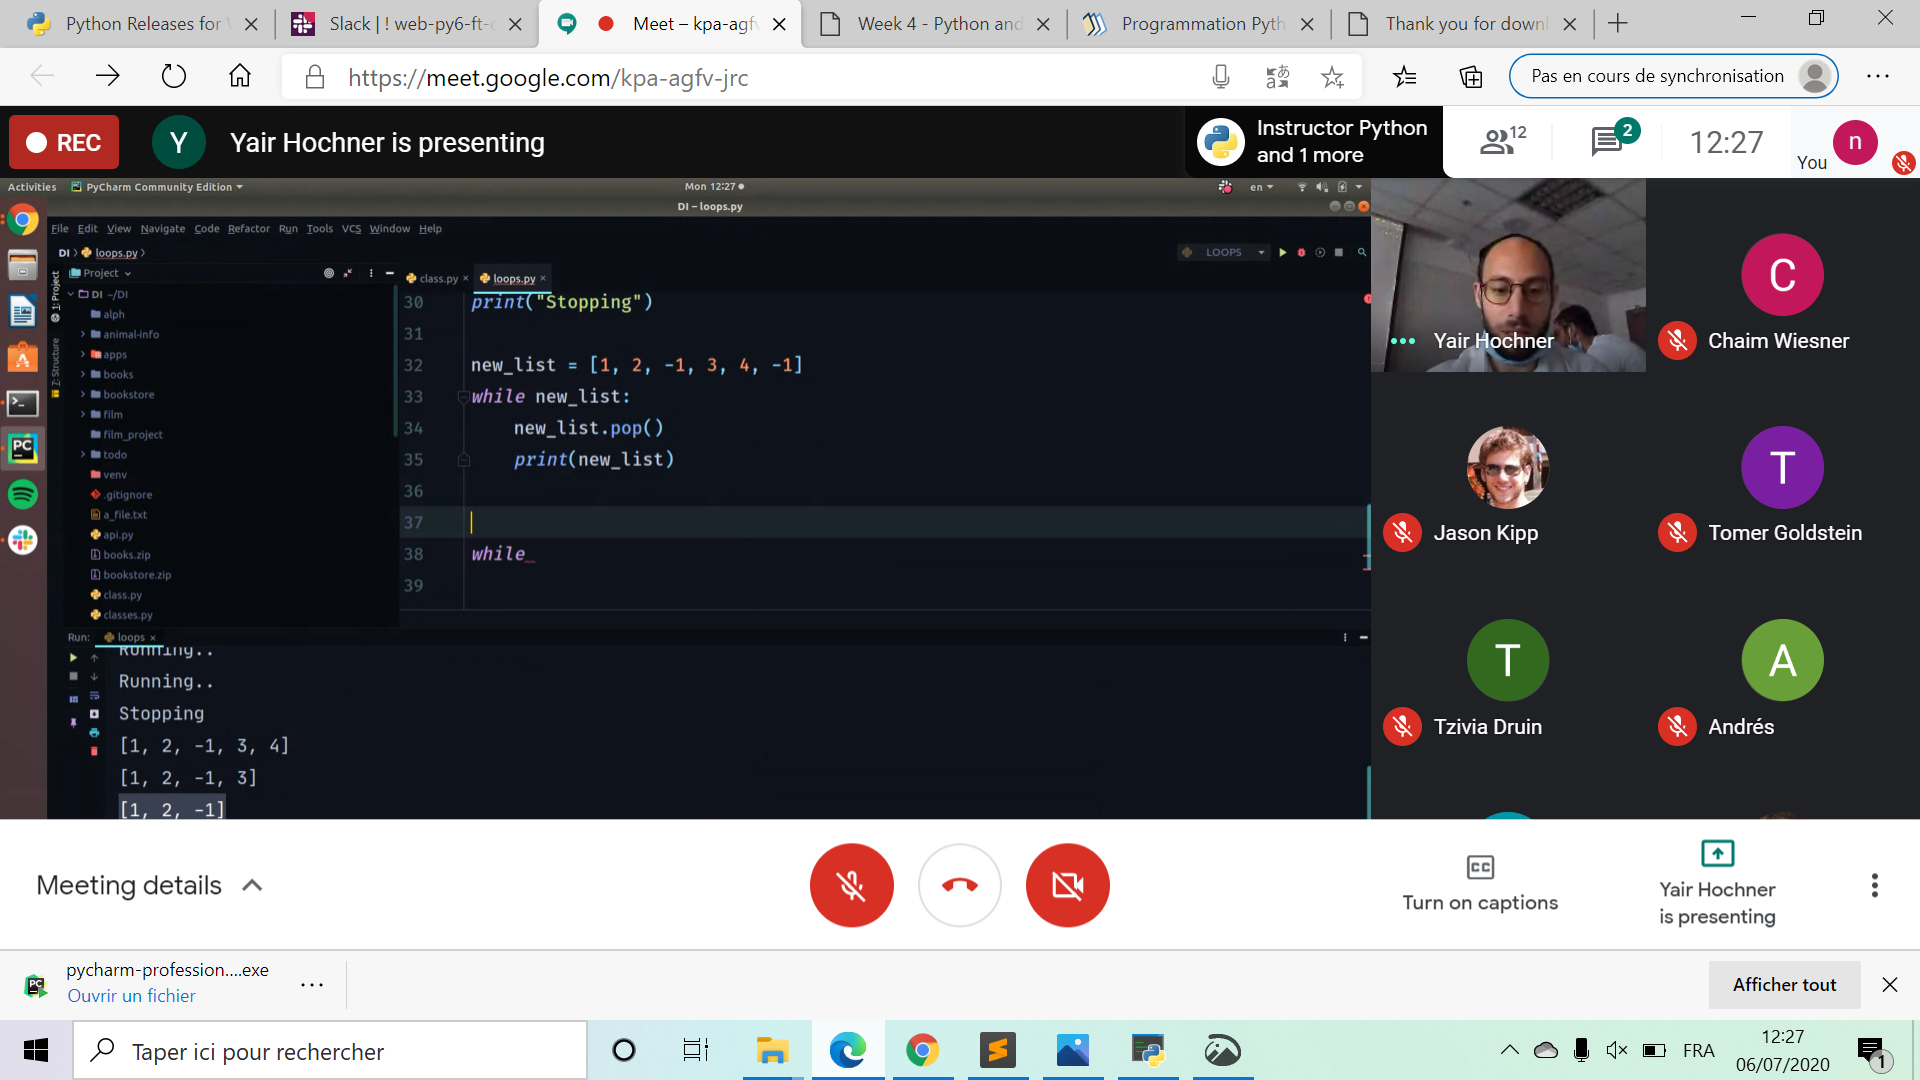 Python Releases for
Slack | ! web-py6-ft-
Meet – kpa-agfv
Week 4 - Python and
Programmation Pyth
Thank you for downl
https://meet.google.com/kpa-agfv-jrc
Pas en cours de synchronisation
REC
Y
Yair Hochner is presenting
Instructor Python
and 1 more
12
2
12:27
You
n
Activities
PyCharm Community Edition
Mon 12:27
en
DI – loops.py
File Edit View Navigate Code Refactor Run Tools VCS Window Help
DI
loops.py
LOOPS
Project
class.py
loops.py
1: Project
Z: Structure
DI ~/DI
alph
animal-info
apps
books
bookstore
film
film_project
todo
venv
.gitignore
a_file.txt
api.py
books.zip
bookstore.zip
class.py
classes.py
30 print("Stopping")
31
32 new_list = [1, 2, -1, 3, 4, -1]
33 while new_list:
34 new_list.pop()
35 print(new_list)
36
37
38 while
39
Run:
loops
Running..
Running..
Stopping
[1, 2, -1, 3, 4]
[1, 2, -1, 3]
[1, 2, -1]
Yair Hochner
C
Chaim Wiesner
Jason Kipp
T
Tomer Goldstein
T
Tzivia Druin
A
Andrés
Meeting details
Turn on captions
Yair Hochner
is presenting
pycharm-profession....exe
Ouvrir un fichier
Afficher tout
Taper ici pour rechercher
FRA
12:27
06/07/2020
1